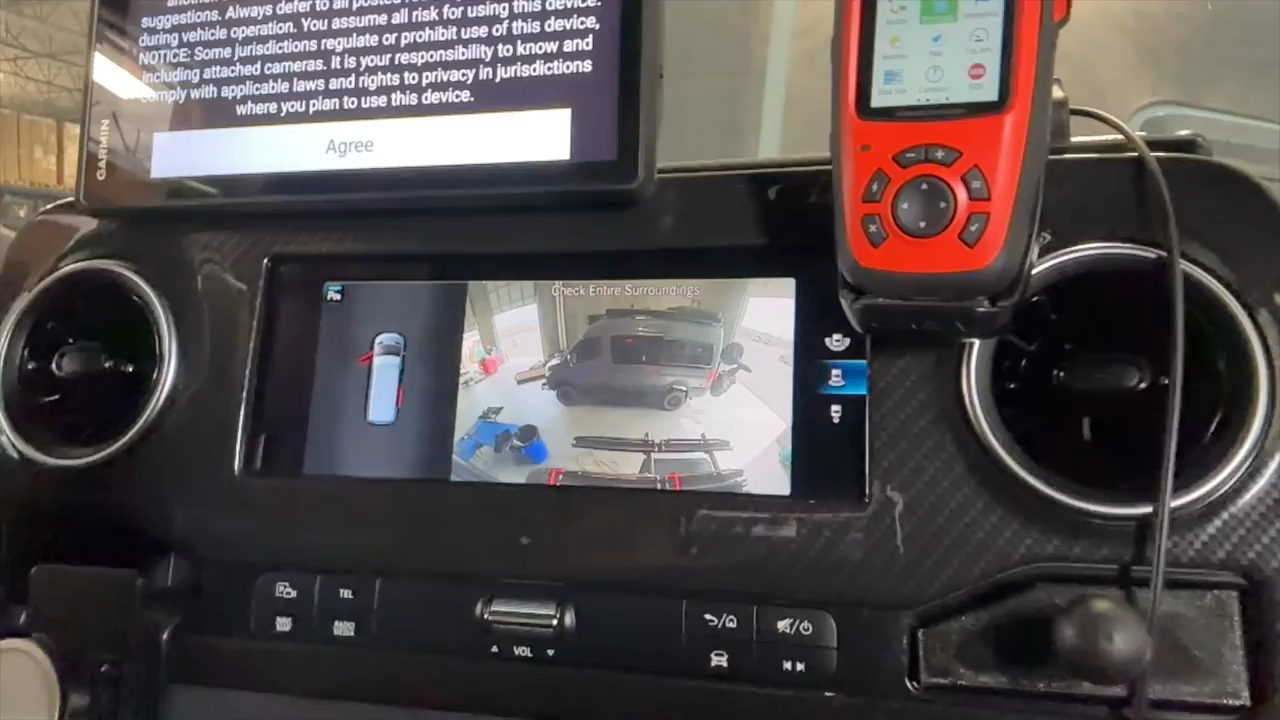 suggestions. Always defer to all posted
during vehicle operation. You assume all risk for using this device.
NOTICE: Some jurisdictions regulate or prohibit use of this device,
including attached cameras. It is your responsibility to know and
comply with applicable laws and rights to privacy in jurisdictions
where you plan to use this device.
Agree
GARMIN
Map
SOS
Check Entire Surroundings
TEL
NAVI
RADIO
MEDIA
VOL